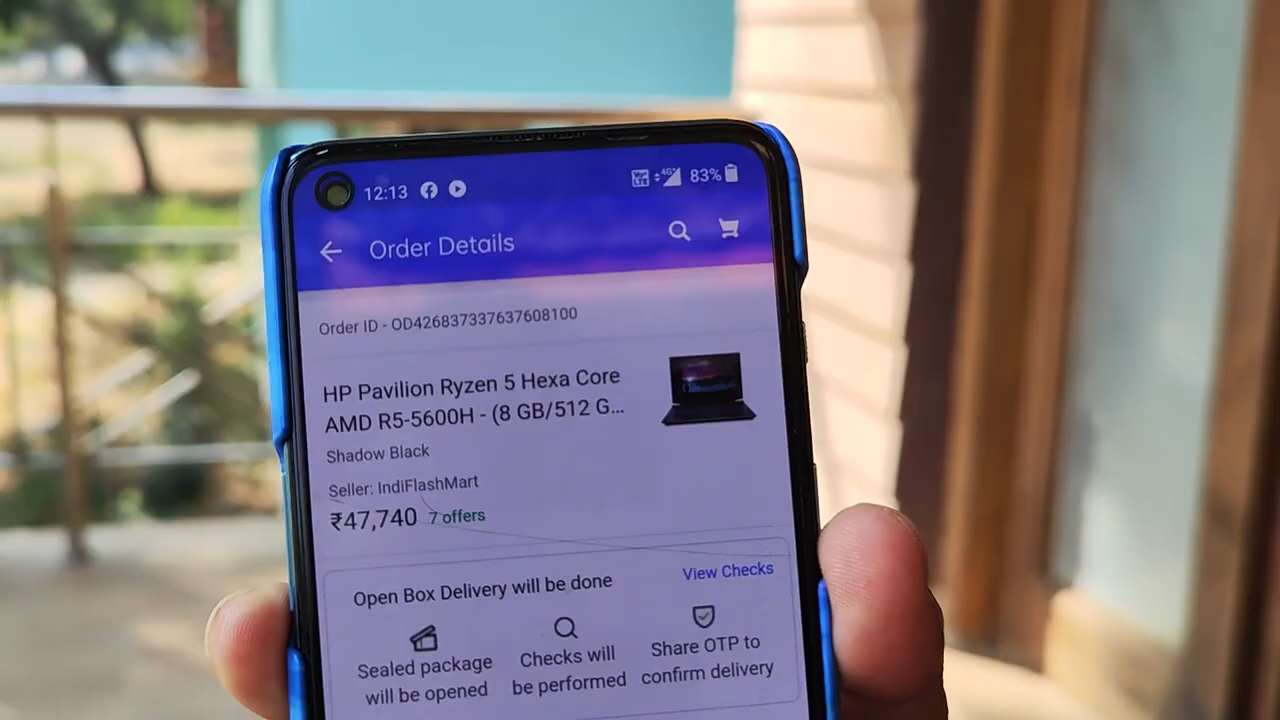 12:13 83%
Order Details
Order ID - OD426837337637608100
HP Pavilion Ryzen 5 Hexa Core
AMD R5-5600H - (8 GB/512 G...
Shadow Black
Seller: IndiFlashMart
₹47,740 7 offers
Open Box Delivery will be done
View Checks
Sealed package
will be opened
Checks will
be performed
Share OTP to
confirm delivery